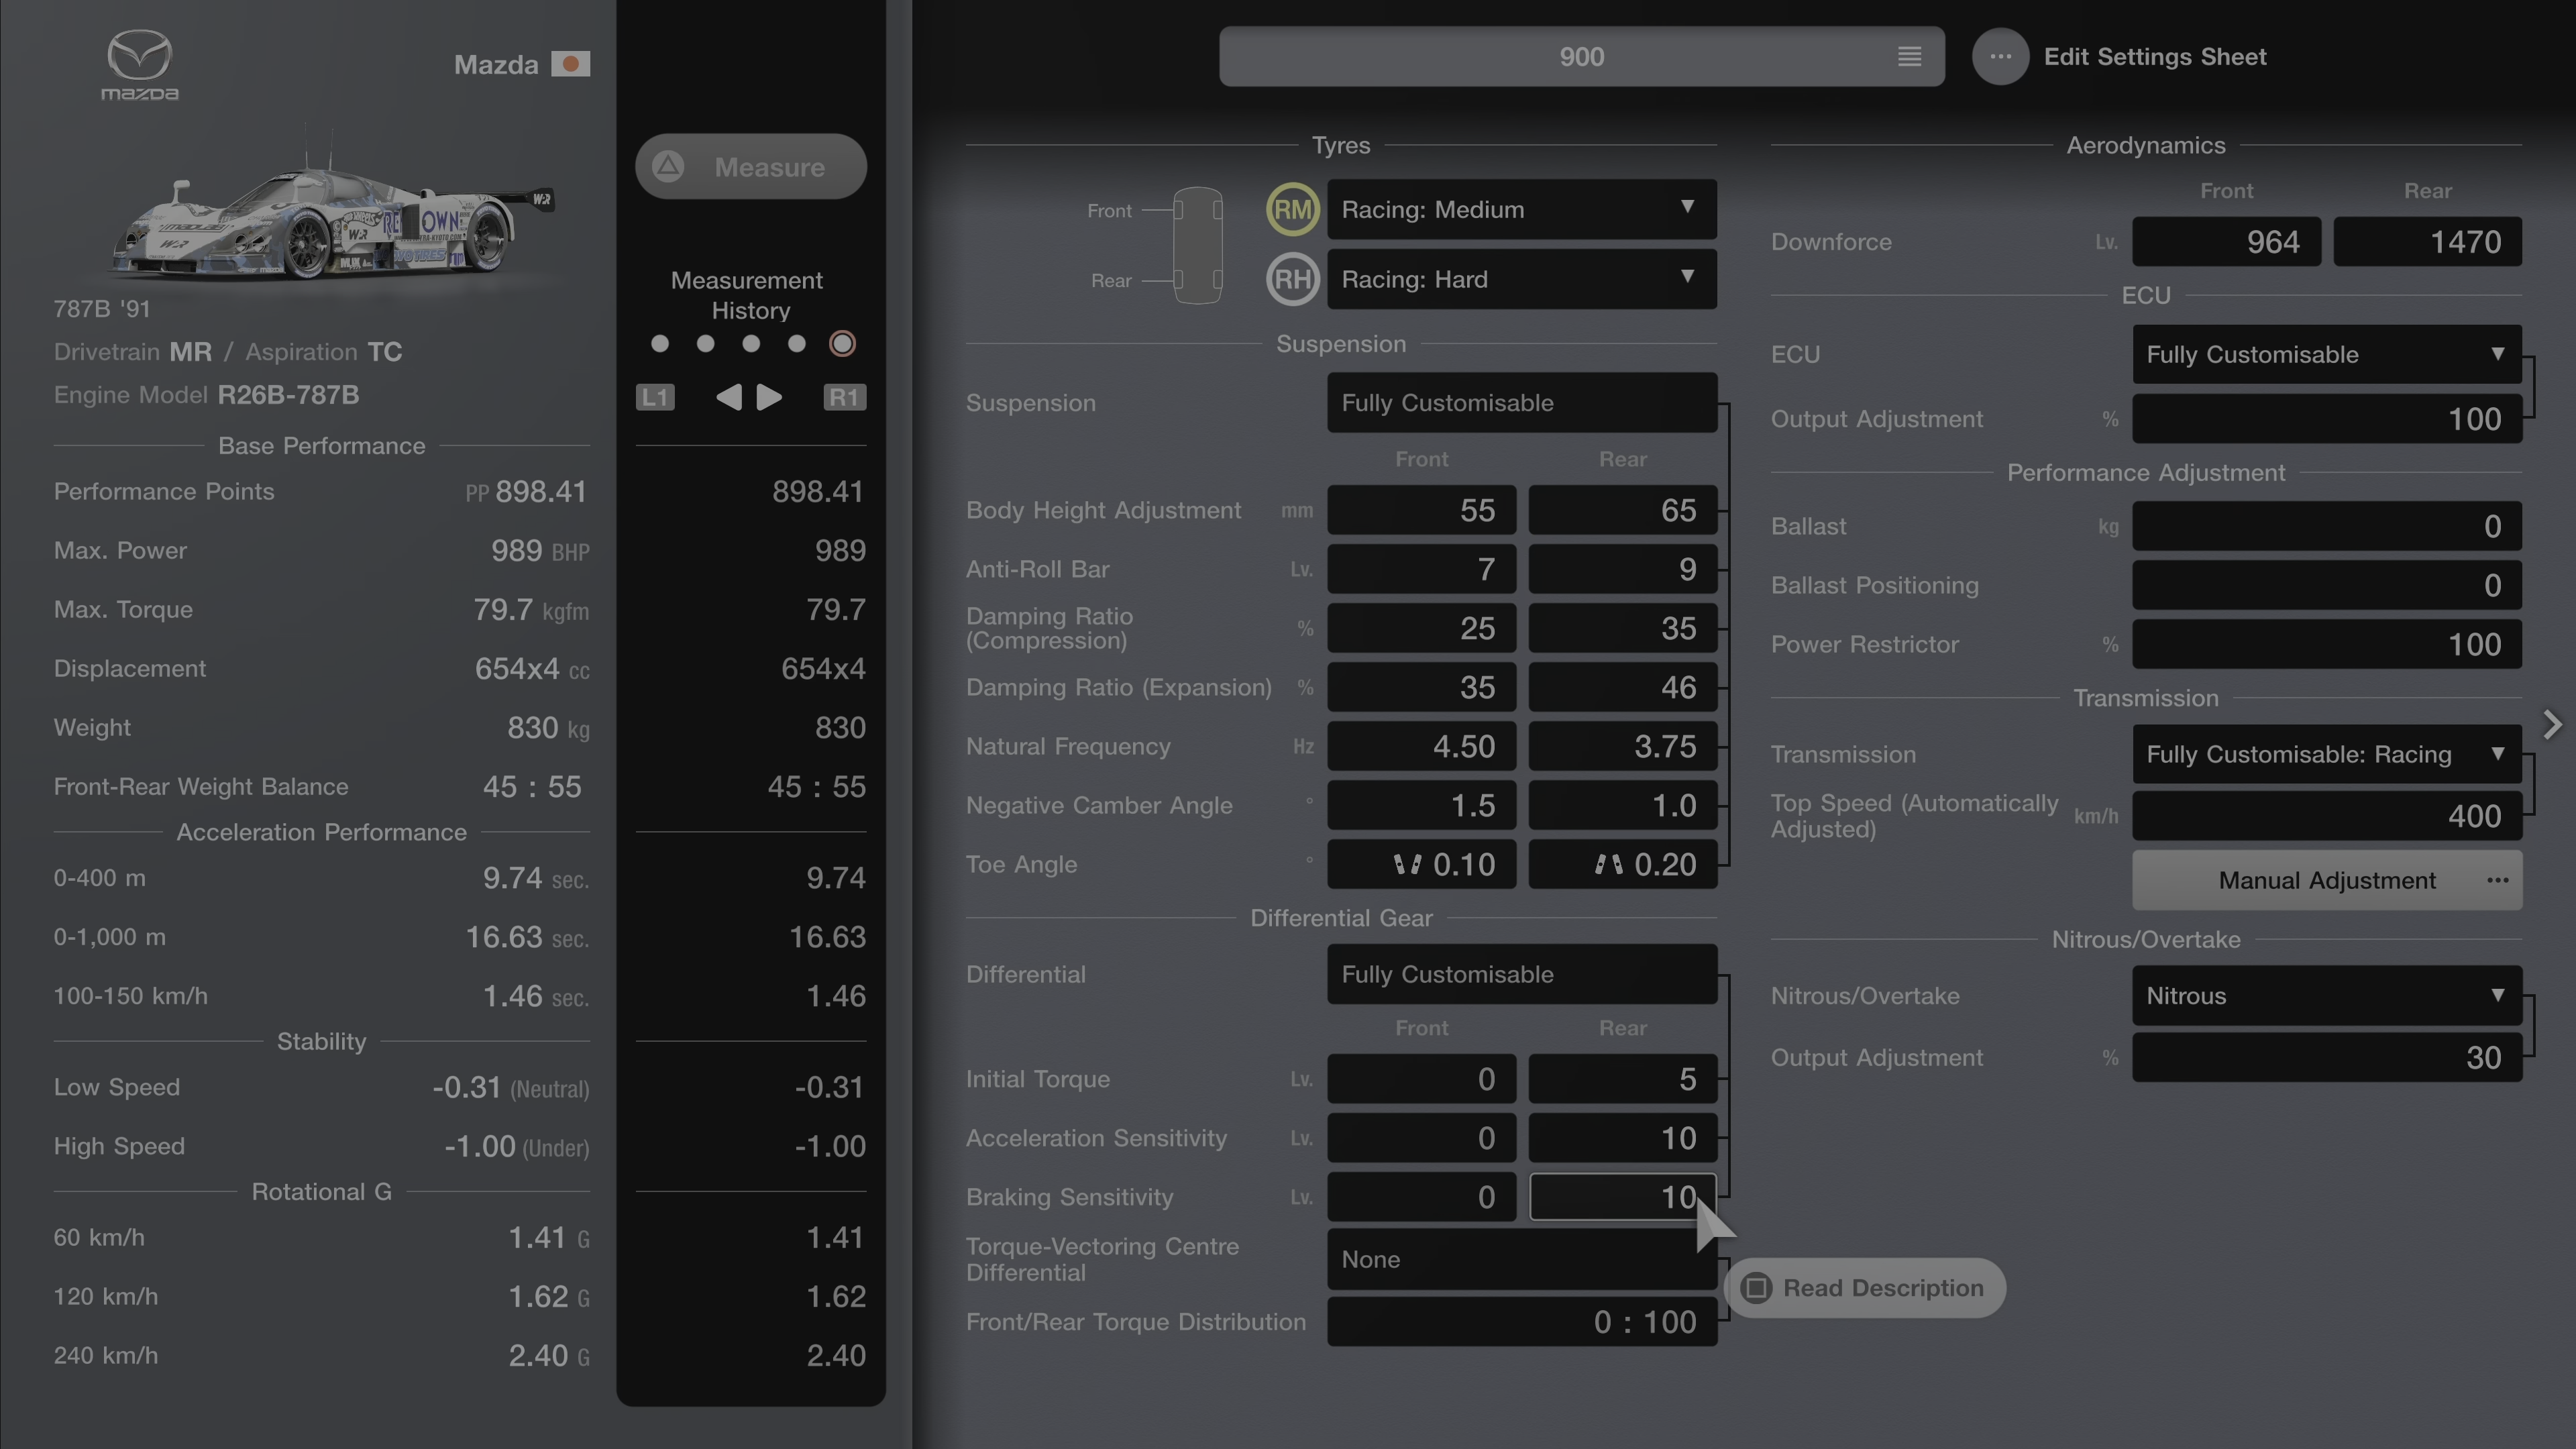 mazda
Mazda
787B '91
Drivetrain MR / Aspiration TC
Engine Model R26B-787B
Base Performance
Performance Points PP 898.41
Max. Power 989 BHP
Max. Torque 79.7 kgfm
Displacement 654x4 cc
Weight 830 kg
Front-Rear Weight Balance 45 : 55
Acceleration Performance
0-400 m 9.74 sec.
0-1,000 m 16.63 sec.
100-150 km/h 1.46 sec.
Stability
Low Speed -0.31 (Neutral)
High Speed -1.00 (Under)
Rotational G
60 km/h 1.41 G
120 km/h 1.62 G
240 km/h 2.40 G
Measure
Measurement
History
L1 R1
898.41
989
79.7
654x4
830
45 : 55
9.74
16.63
1.46
-0.31
-1.00
1.41
1.62
2.40
900
Edit Settings Sheet
Tyres
Front RM Racing: Medium
Rear RH Racing: Hard
Suspension
Suspension Fully Customisable
Front Rear
Body Height Adjustment mm 55 65
Anti-Roll Bar Lv. 7 9
Damping Ratio
(Compression) % 25 35
Damping Ratio (Expansion) % 35 46
Natural Frequency Hz 4.50 3.75
Negative Camber Angle ° 1.5 1.0
Toe Angle ° 0.10 0.20
Differential Gear
Differential Fully Customisable
Front Rear
Initial Torque Lv. 0 5
Acceleration Sensitivity Lv. 0 10
Braking Sensitivity Lv. 0 10
Torque-Vectoring Centre
Differential None
Front/Rear Torque Distribution 0 : 100
Read Description
Aerodynamics
Front Rear
Downforce Lv. 964 1470
ECU
ECU Fully Customisable
Output Adjustment % 100
Performance Adjustment
Ballast kg 0
Ballast Positioning 0
Power Restrictor % 100
Transmission
Transmission Fully Customisable: Racing
Top Speed (Automatically
Adjusted) km/h 400
Manual Adjustment
Nitrous/Overtake
Nitrous/Overtake Nitrous
Output Adjustment % 30